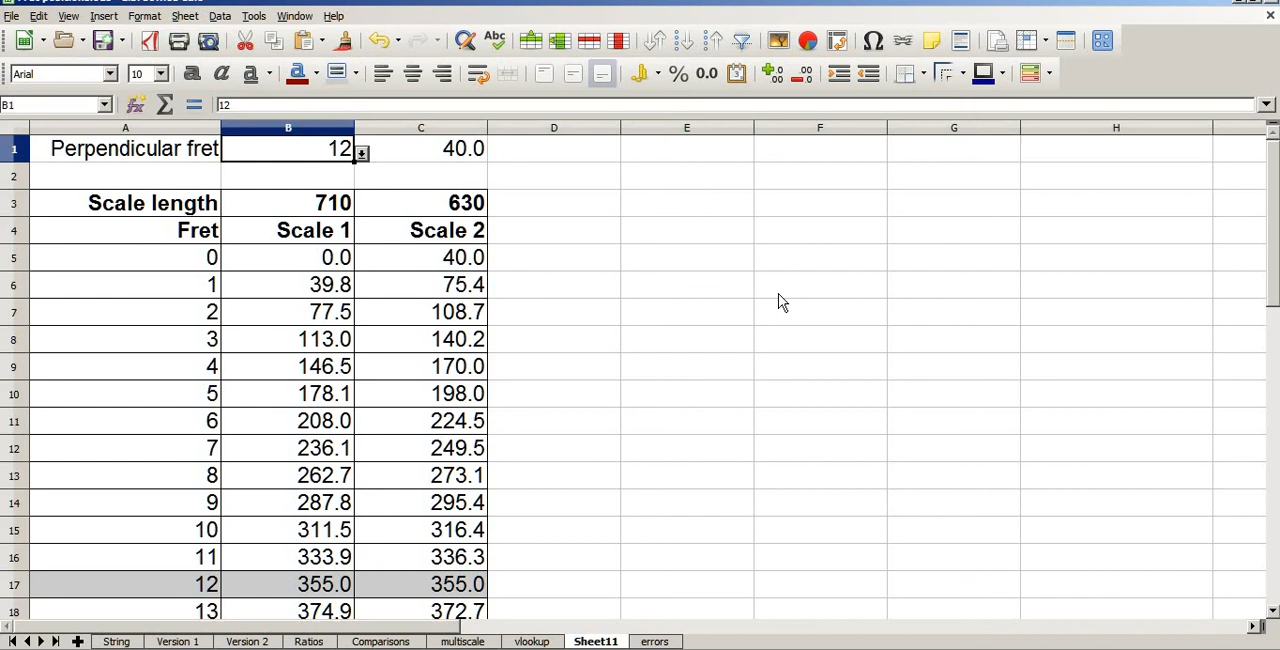 File Edit View Insert Format Sheet Data Tools Window Help
Arial 10
B1 12
A B C D E F G H
1 Perpendicular fret 12 40.0
2
3 Scale length 710 630
4 Fret Scale 1 Scale 2
5 0 0.0 40.0
6 1 39.8 75.4
7 2 77.5 108.7
8 3 113.0 140.2
9 4 146.5 170.0
10 5 178.1 198.0
11 6 208.0 224.5
12 7 236.1 249.5
13 8 262.7 273.1
14 9 287.8 295.4
15 10 311.5 316.4
16 11 333.9 336.3
17 12 355.0 355.0
18 13 374.9 372.7
String Version 1 Version 2 Ratios Comparisons multiscale vlookup Sheet11 errors